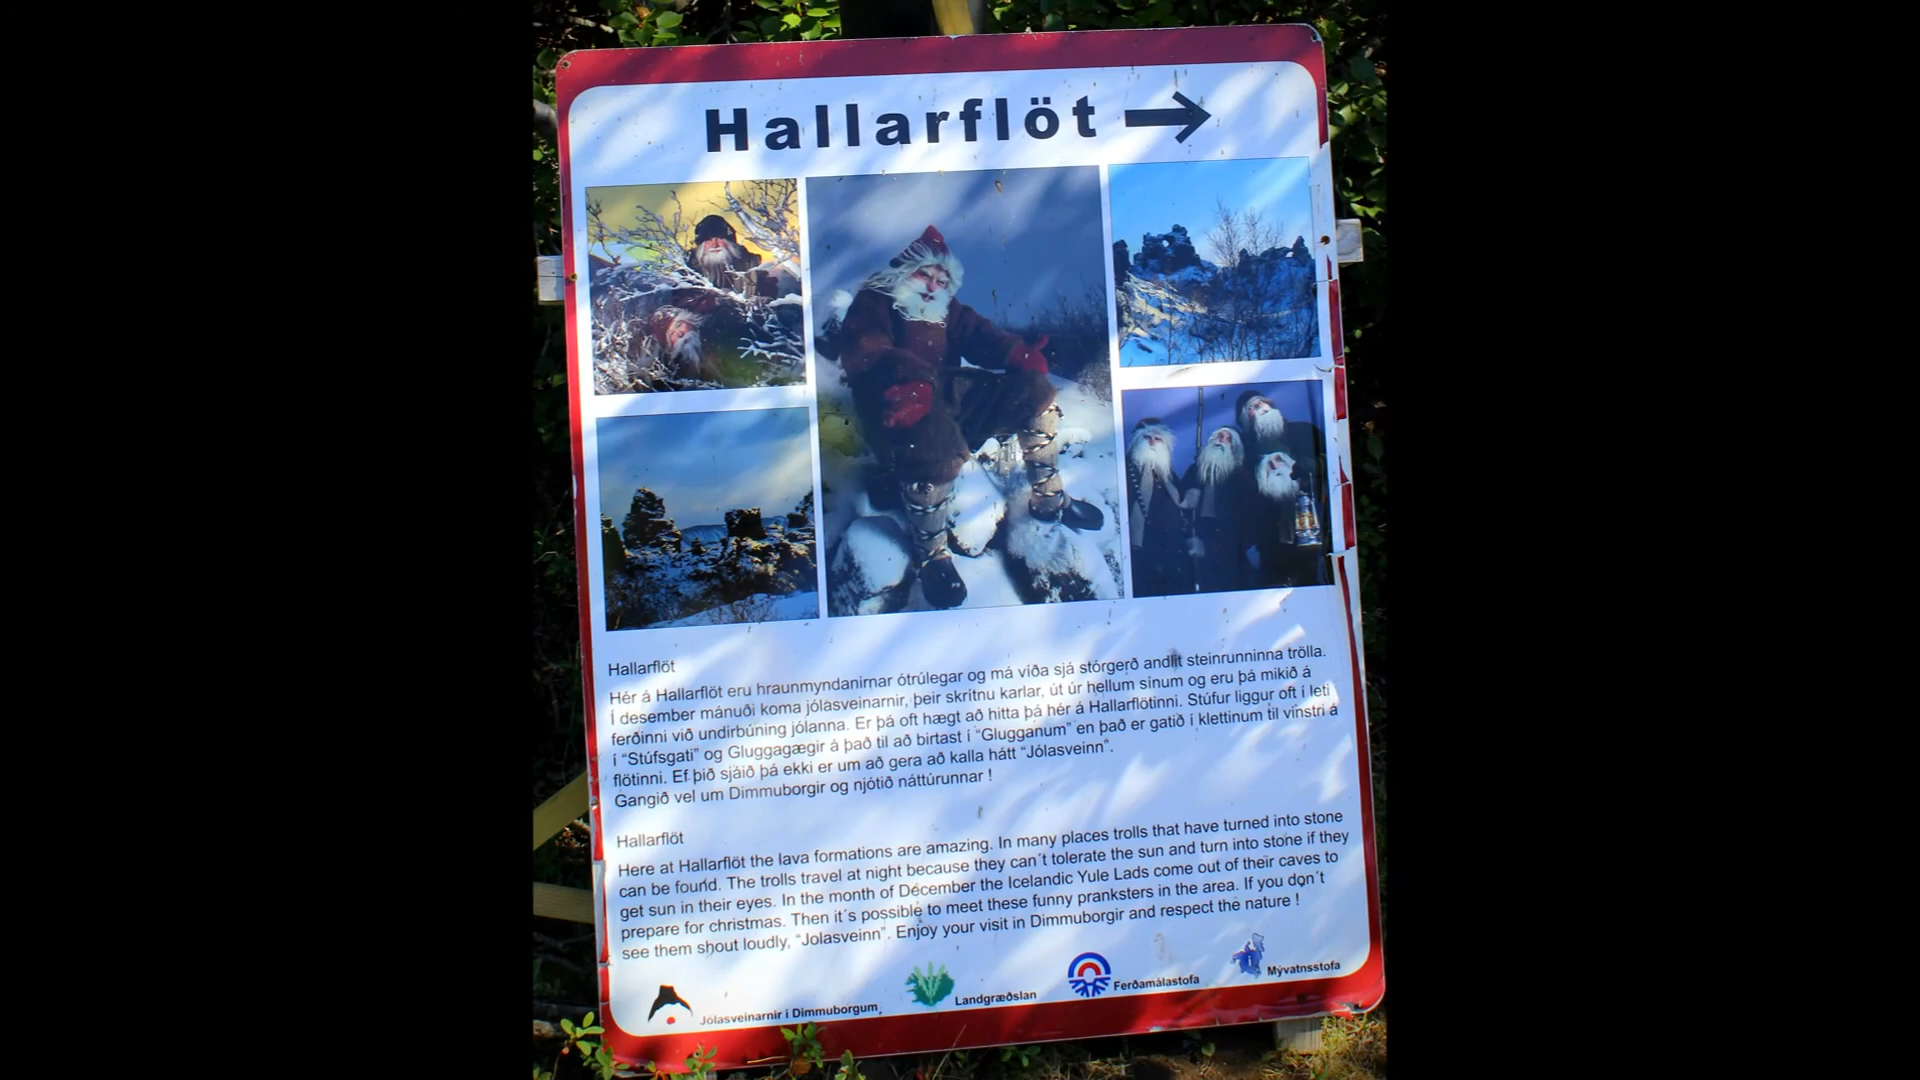 Hallarflöt →
Hallarflöt
Hér á Hallarflöt eru hraunmyndanirnar ótrúlegar og má víða sjá stórgerð andlit steinrunninna trölla.
Í desember mánuði koma jólasveinarnir, þeir skrítnu karlar, út úr hellum sínum og eru þá mikið á
ferðinni við undirbúning jólanna. Er þá oft hægt að hitta þá hér á Hallarflötinni. Stúfur liggur oft í leti
í “Stúfsgati” og Gluggagægir á það til að birtast í “Glugganum” en það er gatið í klettinum til vinstri á
flötinni. Ef þið sjáið þá ekki er um að gera að kalla hátt “Jólasveinn”.
Gangið vel um Dimmuborgir og njótið náttúrunnar !
Hallarflöt
Here at Hallarflöt the lava formations are amazing. In many places trolls that have turned into stone
can be found. The trolls travel at night because they can´t tolerate the sun and turn into stone if they
get sun in their eyes. In the month of December the Icelandic Yule Lads come out of their caves to
prepare for christmas. Then it´s possible to meet these funny pranksters in the area. If you don´t
see them shout loudly, “Jolasveinn”. Enjoy your visit in Dimmuborgir and respect the nature !
Jólasveinarnir í Dimmuborgum
Landgræðslan
Ferðamálastofa
Mývatnsstofa